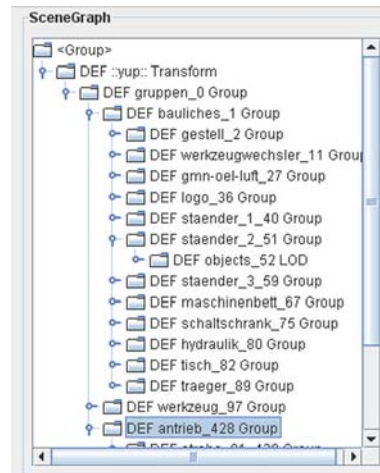 SceneGraph
<Group>
DEF ::yup:: Transform
DEF gruppen_0 Group
DEF bauliches_1 Group
DEF gestell_2 Group
DEF werkzeugwechsler_11 Group
DEF gmn-oel-luft_27 Group
DEF logo_36 Group
DEF staender_1_40 Group
DEF staender_2_51 Group
DEF objects_52 LOD
DEF staender_3_59 Group
DEF maschinenbett_67 Group
DEF schaltschrank_75 Group
DEF hydraulik_80 Group
DEF tisch_82 Group
DEF traeger_89 Group
DEF werkzeug_97 Group
DEF antrieb_428 Group